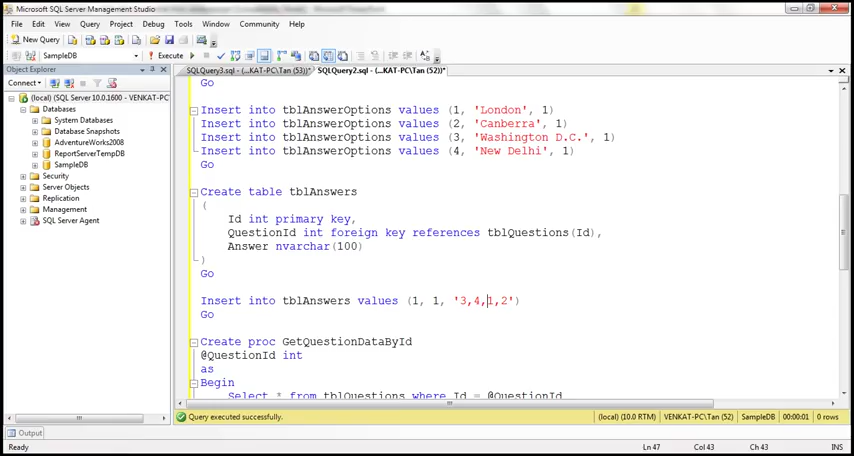 Microsoft SQL Server Management Studio
File Edit View Query Project Debug Tools Window Community Help
New Query
SampleDB Execute
Object Explorer
SQLQuery3.sql - (...KAT-PC\Tan (53))* SQLQuery2.sql - (...KAT-PC\Tan (52))*
Connect
(local) (SQL Server 10.0.1600 - VENKAT-PC\T
Databases
System Databases
Database Snapshots
AdventureWorks2008
ReportServerTempDB
SampleDB
Security
Server Objects
Replication
Management
SQL Server Agent
Go
Insert into tblAnswerOptions values (1, 'London', 1)
Insert into tblAnswerOptions values (2, 'Canberra', 1)
Insert into tblAnswerOptions values (3, 'Washington D.C.', 1)
Insert into tblAnswerOptions values (4, 'New Delhi', 1)
Go
Create table tblAnswers
(
Id int primary key,
QuestionId int foreign key references tblQuestions(Id),
Answer nvarchar(100)
)
Go
Insert into tblAnswers values (1, 1, '3,4,1,2')
Go
Create proc GetQuestionDataById
@QuestionId int
as
Begin
Select * from tblQuestions where Id = @QuestionId
Query executed successfully. (local) (10.0 RTM) VENKAT-PC\Tan (52) SampleDB 00:00:01 0 rows
Output
Ready Ln 47 Col 43 Ch 43 INS